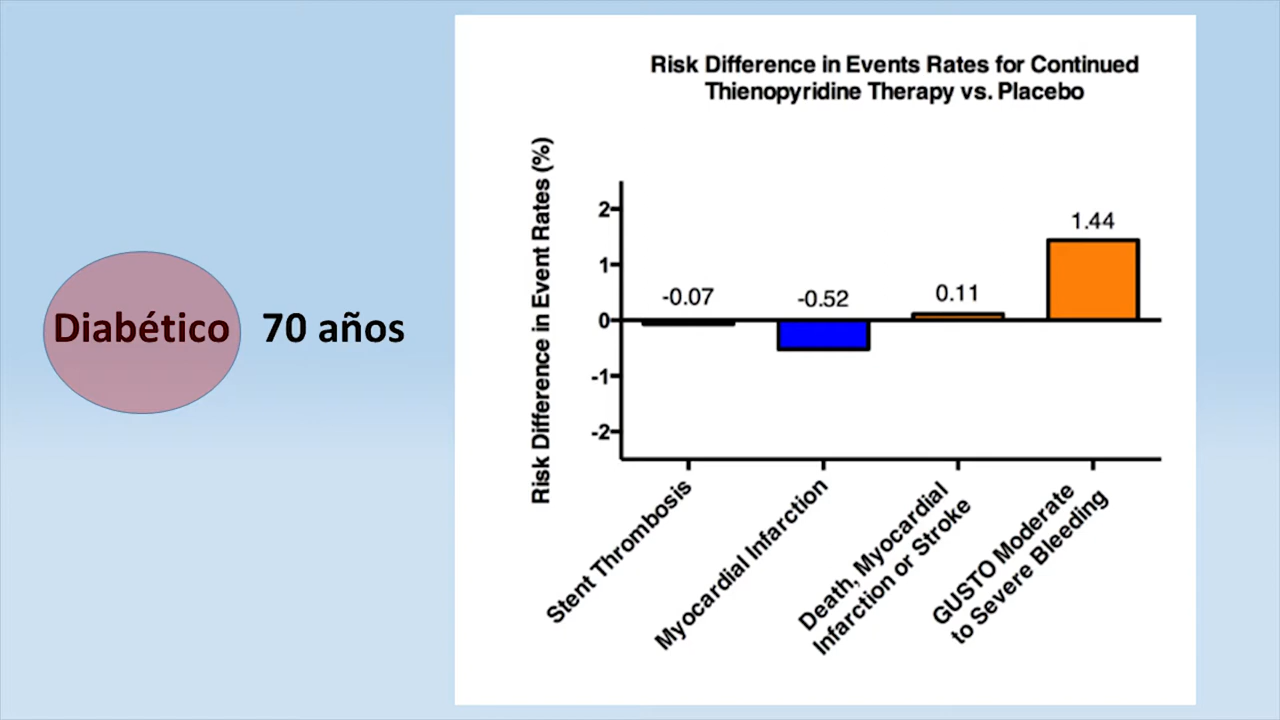 Diabético 70 años
Risk Difference in Events Rates for Continued
Thienopyridine Therapy vs. Placebo
Risk Difference in Event Rates (%)
2
1
0
-1
-2
-0.07
-0.52
0.11
1.44
Stent Thrombosis
Myocardial Infarction
Death, Myocardial
Infarction or Stroke
GUSTO Moderate
to Severe Bleeding